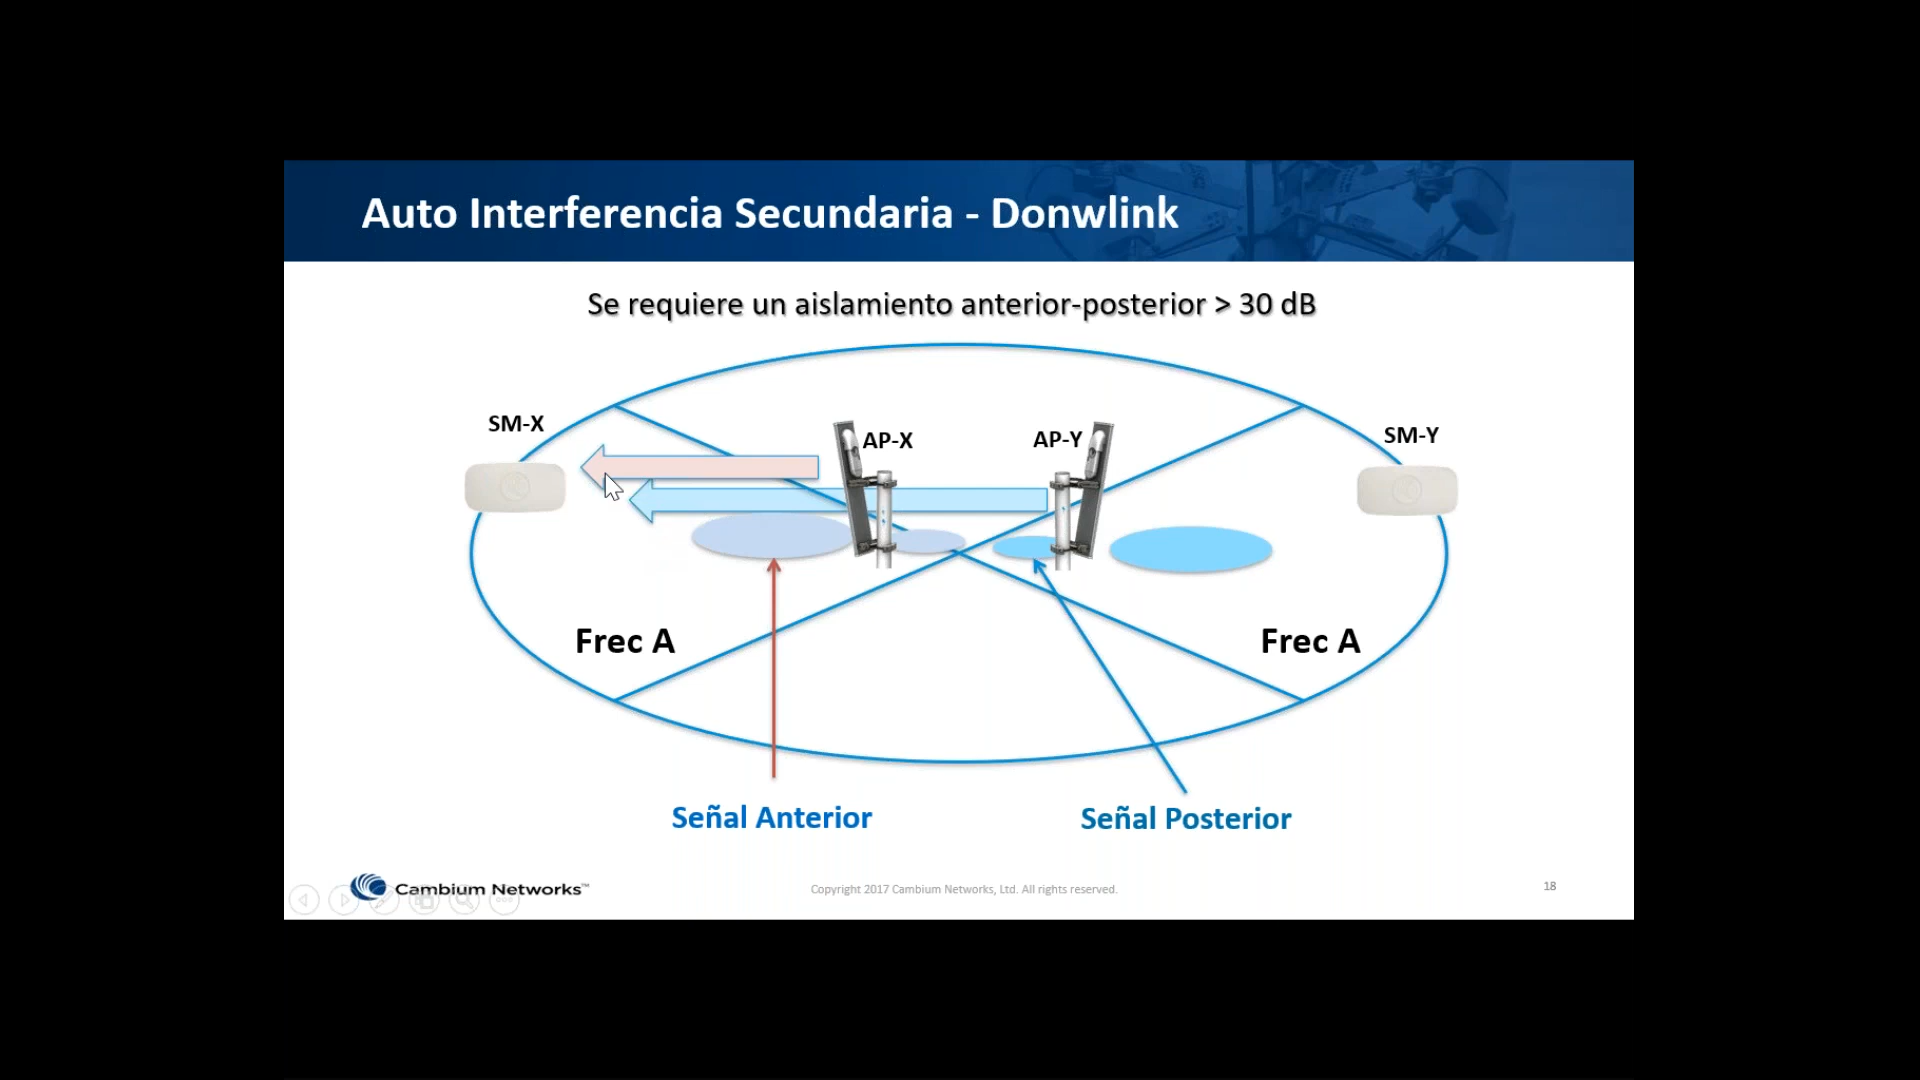 Auto Interferencia Secundaria - Donwlink
Se requiere un aislamiento anterior-posterior > 30 dB
SM-X
AP-X
AP-Y
SM-Y
Frec A
Frec A
Señal Anterior
Señal Posterior
Cambium Networks™
Copyright 2017 Cambium Networks, Ltd. All rights reserved.
18